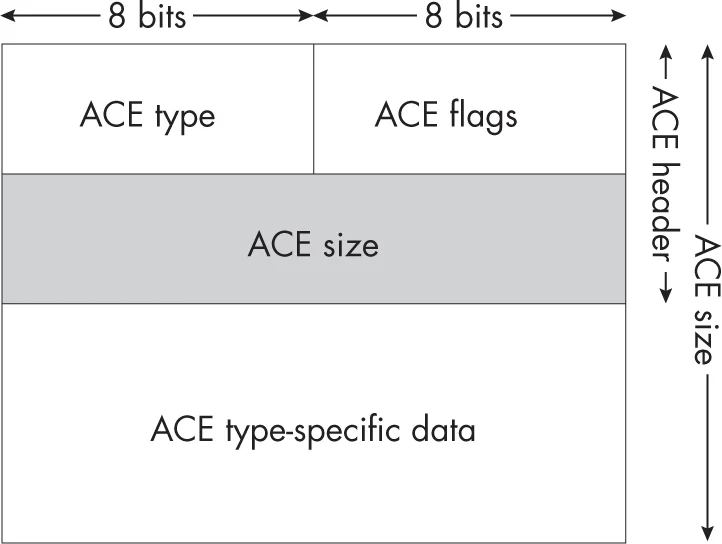 8 bits
8 bits
ACE type
ACE flags
ACE header
ACE size
ACE size
ACE type-specific data